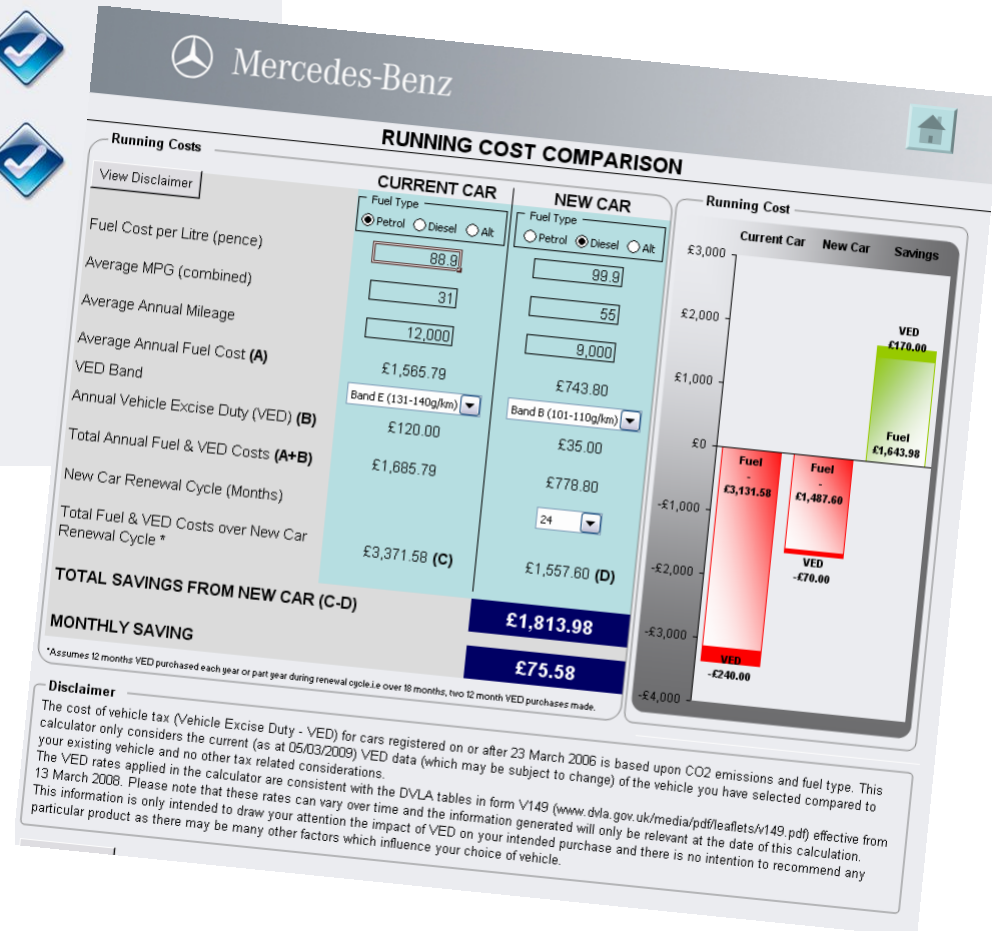 Mercedes-Benz
RUNNING COST COMPARISON
Running Costs
View Disclaimer
CURRENT CAR
NEW CAR
Fuel Type
Petrol Diesel Alt
Fuel Type
Petrol Diesel Alt
Fuel Cost per Litre (pence) 88.9 99.9
Average MPG (combined) 31 55
Average Annual Mileage 12,000 9,000
Average Annual Fuel Cost (A) £1,565.79 £743.80
VED Band Band E (131-140g/km) Band B (101-110g/km)
Annual Vehicle Excise Duty (VED) (B) £120.00 £35.00
Total Annual Fuel & VED Costs (A+B) £1,685.79 £778.80
New Car Renewal Cycle (Months) 24
Total Fuel & VED Costs over New Car
Renewal Cycle * £3,371.58 (C) £1,557.60 (D)
TOTAL SAVINGS FROM NEW CAR (C-D) £1,813.98
MONTHLY SAVING £75.58
*Assumes 12 months VED purchased each year or part year during renewal cycle.i.e over 18 months, two 12 month VED purchases made.
Running Cost
Current Car New Car Savings
£3,000
£2,000
£1,000
£0
-£1,000
-£2,000
-£3,000
-£4,000
VED
£170.00
Fuel
£1,643.98
Fuel
-
£3,131.58
Fuel
-
£1,487.60
VED
-£70.00
VED
-£240.00
Disclaimer
The cost of vehicle tax (Vehicle Excise Duty - VED) for cars registered on or after 23 March 2006 is based upon CO2 emissions and fuel type. This
calculator only considers the current (as at 05/03/2009) VED data (which may be subject to change) of the vehicle you have selected compared to
your existing vehicle and no other tax related considerations.
The VED rates applied in the calculator are consistent with the DVLA tables in form V149 (www.dvla.gov.uk/media/pdf/leaflets/v149.pdf) effective from
13 March 2008. Please note that these rates can vary over time and the information generated will only be relevant at the date of this calculation.
This information is only intended to draw your attention the impact of VED on your intended purchase and there is no intention to recommend any
particular product as there may be many other factors which influence your choice of vehicle.